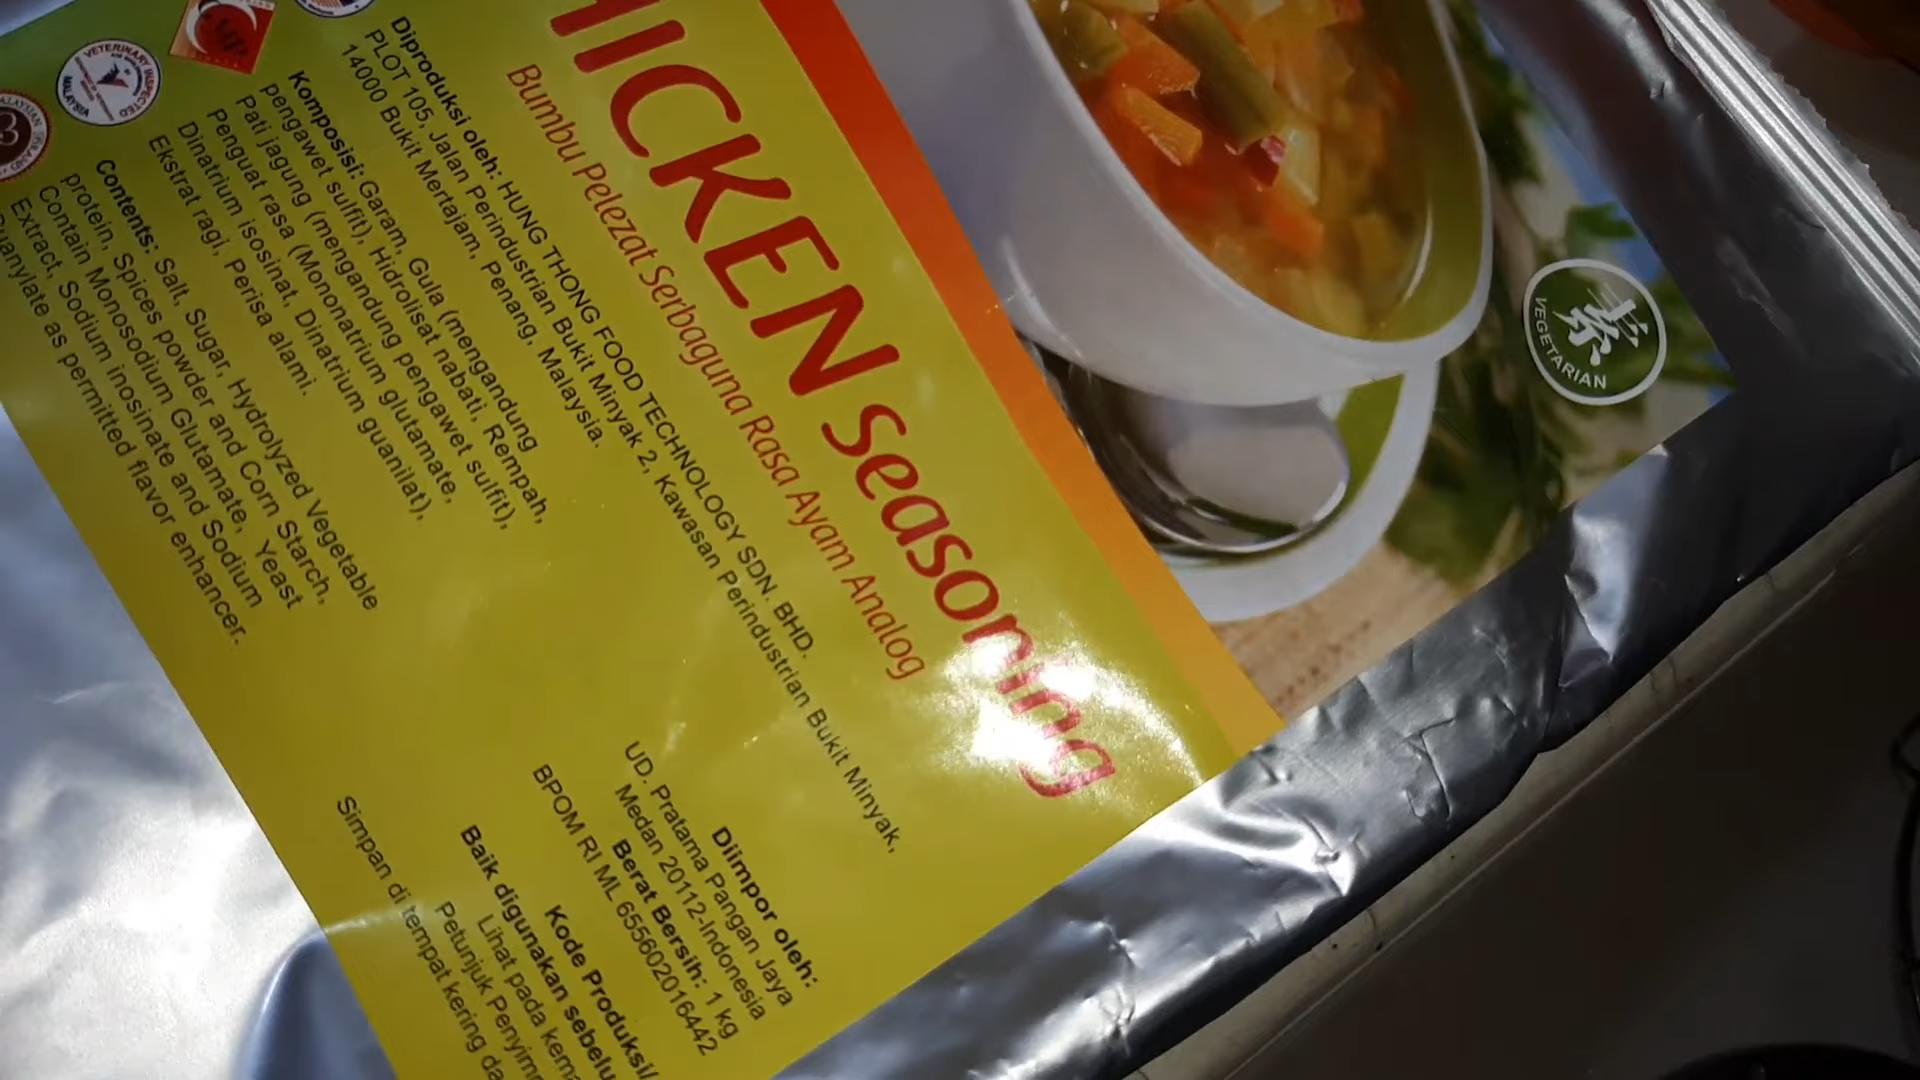 HICKEN Seasoning
Bumbu Pelezat Serbaguna Rasa Ayam Analog
Diproduksi oleh: HUNG THONG FOOD TECHNOLOGY SDN. BHD.
PLOT 105, Jalan Perindustrian Bukit Minyak 2, Kawasan Perindustrian Bukit Minyak,
14000 Bukit Mertajam, Penang, Malaysia.
Komposisi: Garam, Gula (mengandung
pengawet sulfit), Hidrolisat nabati, Rempah,
Pati jagung (mengandung pengawet sulfit),
Penguat rasa (Mononatrium glutamate,
Dinatrium isosinat, Dinatrium guanilat),
Ekstrat ragi, Perisa alami.
Contents: Salt, Sugar, Hydrolyzed Vegetable
protein, Spices powder and Corn Starch,
Contain Monosodium Glutamate, Yeast
Extract, Sodium inosinate and Sodium
Guanylate as permitted flavor enhancer.
Diimpor oleh:
UD. Pratama Pangan Jaya
Medan 20112-Indonesia
Berat Bersih: 1 kg
BPOM RI ML 655602016442
Kode Produksi/
Baik digunakan sebelu
Lihat pada kema
Petunjuk Penyim
Simpan di tempat kering da
VETERINARY INSPECTED
MALAYSIA
素
VEGETARIAN